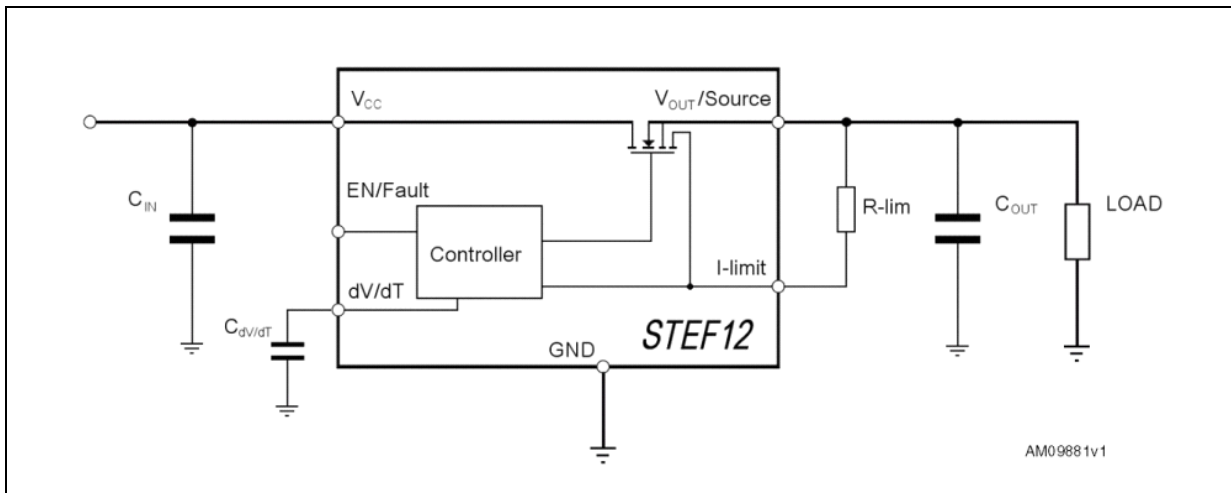 V_CC
V_OUT/Source
EN/Fault
C_IN
R-lim
C_OUT
LOAD
Controller
I-limit
dV/dT
C_dV/dT
STEF12
GND
AM09881v1